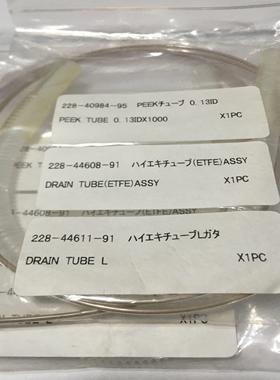 228-40984-95 PEEKチューブ 0.13ID
PEEK TUBE 0.13IDX1000 X1PC
228-44608-91 ハイエキチューブ(ETFE)ASSY
DRAIN TUBE(ETFE)ASSY X1PC
228-44611-91 ハイエキチューブLガタ
DRAIN TUBE L X1PC
X1PC